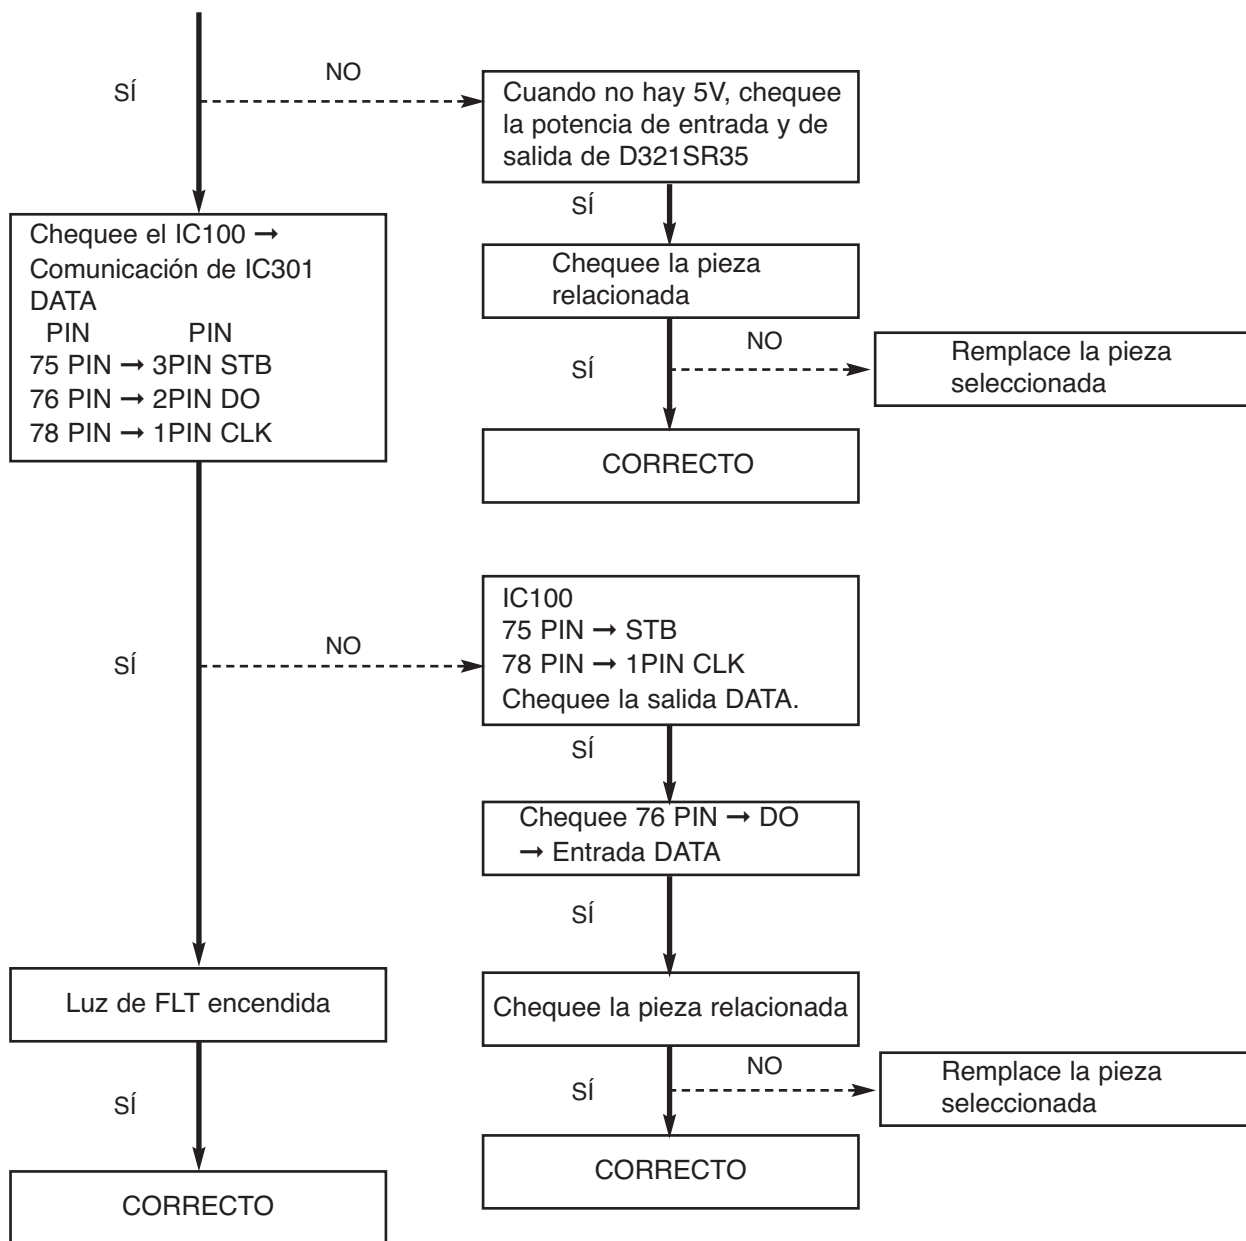 SÍ
NO
Cuando no hay 5V, chequee
la potencia de entrada y de
salida de D321SR35
SÍ
Chequee el IC100 →
Comunicación de IC301
DATA
PIN PIN
75 PIN → 3PIN STB
76 PIN → 2PIN DO
78 PIN → 1PIN CLK
Chequee la pieza
relacionada
SÍ
NO
Remplace la pieza
seleccionada
CORRECTO
SÍ
NO
IC100
75 PIN → STB
78 PIN → 1PIN CLK
Chequee la salida DATA.
SÍ
Chequee 76 PIN → DO
→ Entrada DATA
SÍ
Luz de FLT encendida
Chequee la pieza relacionada
SÍ
SÍ
NO
Remplace la pieza
seleccionada
CORRECTO
CORRECTO